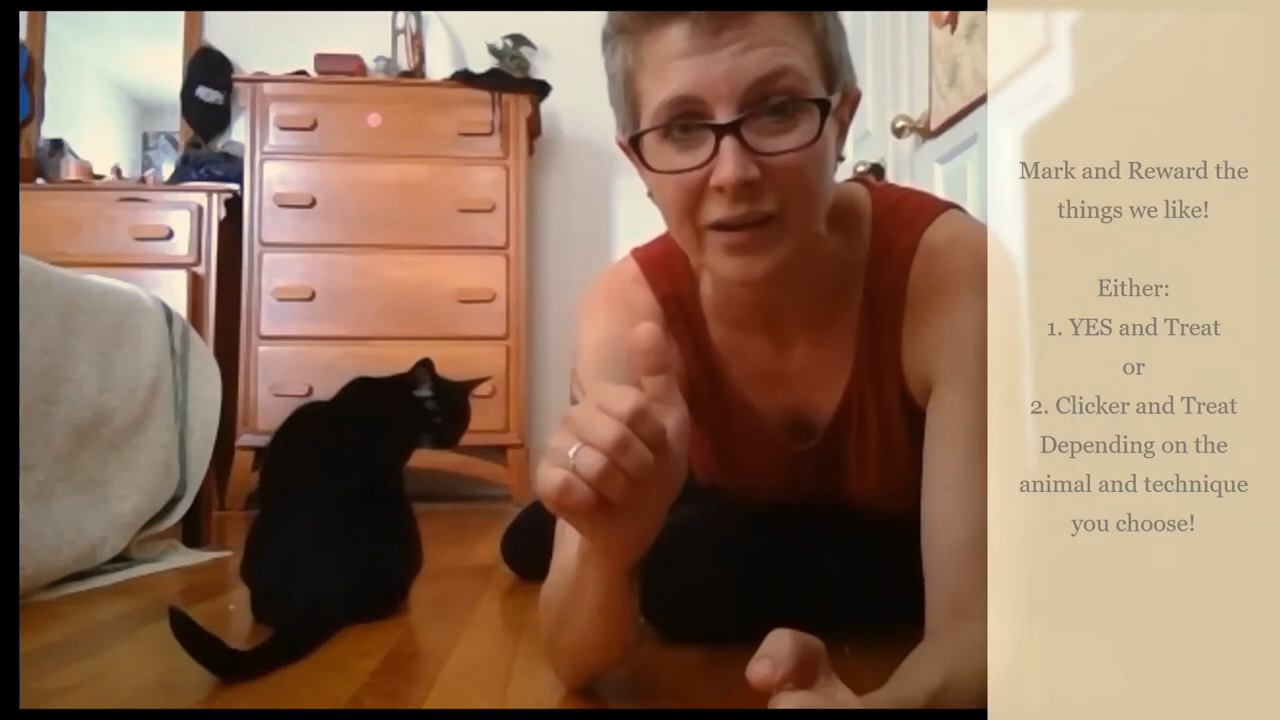 Mark and Reward the
things we like!
Either:
1. YES and Treat
or
2. Clicker and Treat
Depending on the
animal and technique
you choose!